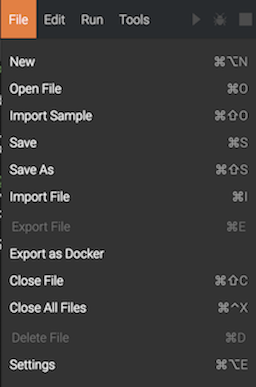 File Edit Run Tools
New ⌘⌥N
Open File ⌘O
Import Sample ⌘⇧O
Save ⌘S
Save As ⌘⇧S
Import File ⌘I
Export File ⌘E
Export as Docker
Close File ⌘⇧C
Close All Files ⌘^X
Delete File ⌘D
Settings ⌘⌥E